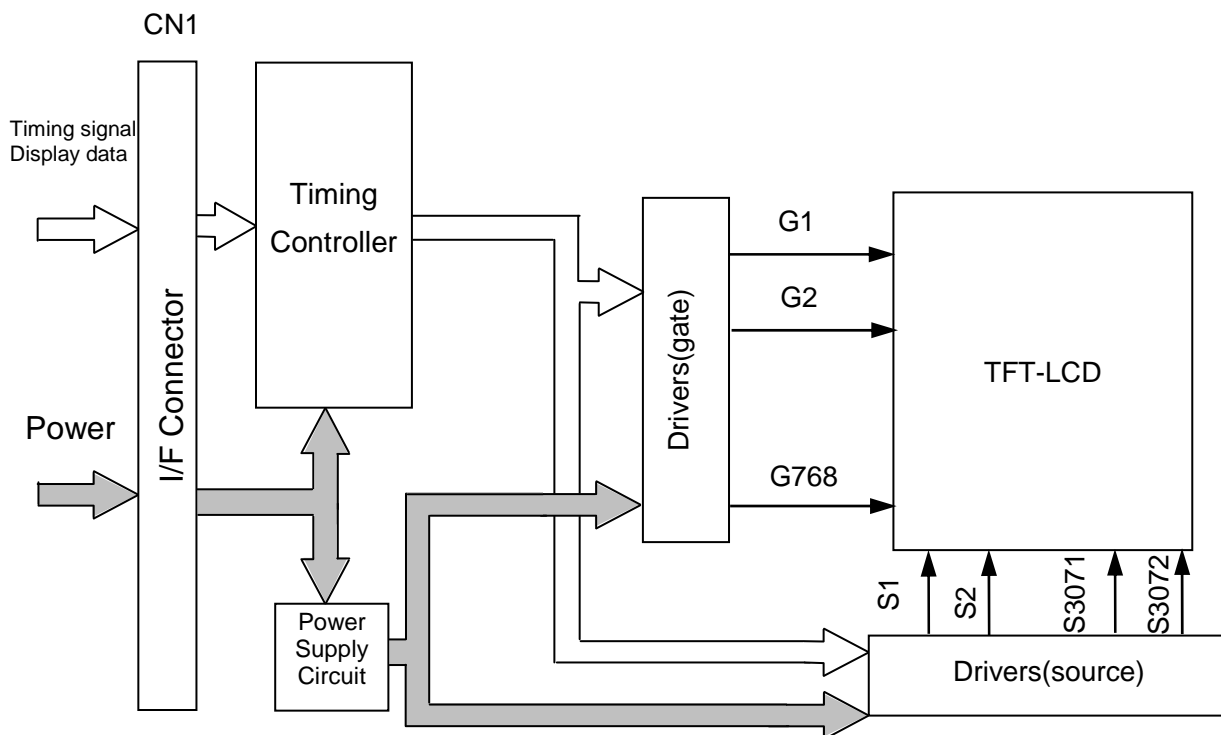 CN1
Timing signal
Display data
Timing
Controller
I/F Connector
Power
Power
Supply
Circuit
Drivers(gate)
G1
G2
G768
TFT-LCD
S1
S2
S3071
S3072
Drivers(source)